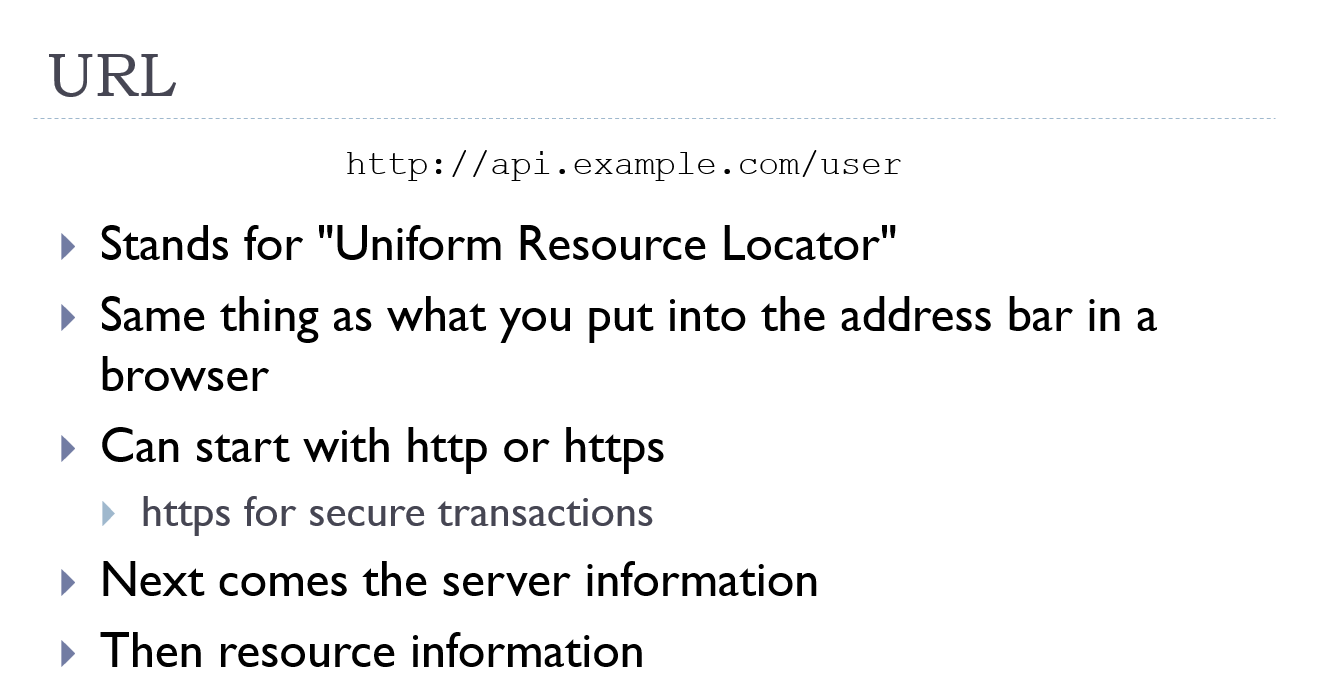 URL
http://api.example.com/user
Stands for "Uniform Resource Locator"
Same thing as what you put into the address bar in a
browser
Can start with http or https
https for secure transactions
Next comes the server information
Then resource information